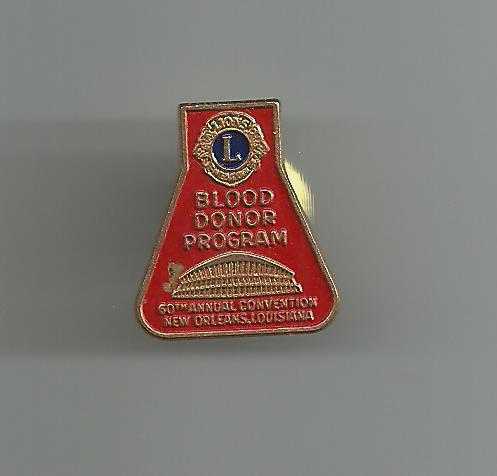 LIONS
L
BLOOD
DONOR
PROGRAM
60TH ANNUAL CONVENTION
NEW ORLEANS, LOUISIANA